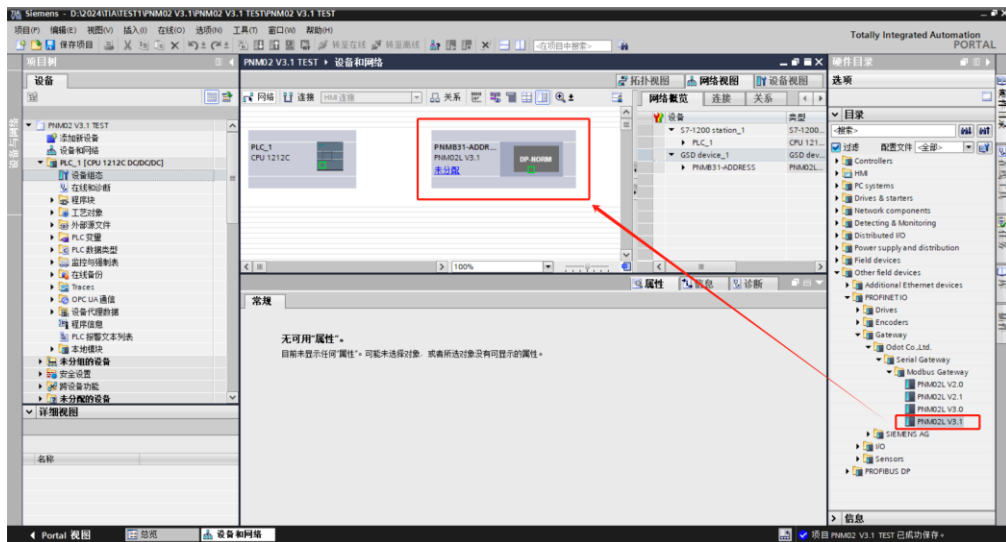 Siemens - D:\2024\TIA\TEST1\PNM02 V3.1\PNM02 V3.1 TEST\PNM02 V3.1 TEST
项目(P) 编辑(E) 视图(V) 插入(I) 在线(O) 选项(N) 工具(T) 窗口(W) 帮助(H)
Totally Integrated Automation
PORTAL
保存项目
转至在线
转至离线
<在项目中搜索>
项目树
设备
PNM02 V3.1 TEST
添加新设备
设备和网络
PLC_1 [CPU 1212C DC/DC/DC]
设备组态
在线和诊断
程序块
工艺对象
外部源文件
PLC 变量
PLC 数据类型
监控与强制表
在线备份
Traces
OPC UA 通信
设备代理数据
程序信息
PLC 报警文本列表
本地模块
未分组的设备
安全设置
跨设备功能
未分配的设备
详细视图
名称
PNM02 V3.1 TEST ▸ 设备和网络
拓扑视图
网络视图
设备视图
网络
连接
HMI 连接
关系
PLC_1
CPU 1212C
PNMB31-ADDR...
PNM02L V3.1
未分配
DP-NORM
100%
网络概览
连接
关系
设备
类型
S7-1200 station_1
S7-1200...
PLC_1
CPU 121...
GSD device_1
GSD dev...
PNMB31-ADDRESS
PNM02L...
属性
信息
诊断
常规
无可用"属性"。
目前未显示任何"属性"。可能未选择对象，或者所选对象没有可显示的属性。
硬件目录
选项
目录
<搜索>
过滤
配置文件
<全部>
Controllers
HMI
PC systems
Drives & starters
Network components
Detecting & Monitoring
Distributed I/O
Power supply and distribution
Field devices
Other field devices
Additional Ethernet devices
PROFINET IO
Drives
Encoders
Gateway
Odot Co.,Ltd.
Serial Gateway
Modbus Gateway
PNM02L V2.0
PNM02L V2.1
PNM02L V3.0
PNM02L V3.1
SIEMENS AG
I/O
Sensors
PROFIBUS DP
信息
Portal 视图
总览
设备和网络
项目 PNM02 V3.1 TEST 已成功保存。